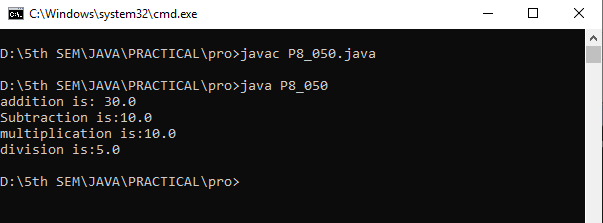 C:\Windows\system32\cmd.exe
D:\5th SEM\JAVA\PRACTICAL\pro>javac P8_050.java
D:\5th SEM\JAVA\PRACTICAL\pro>java P8_050
addition is: 30.0
Subtraction is:10.0
multiplication is:10.0
division is:5.0
D:\5th SEM\JAVA\PRACTICAL\pro>